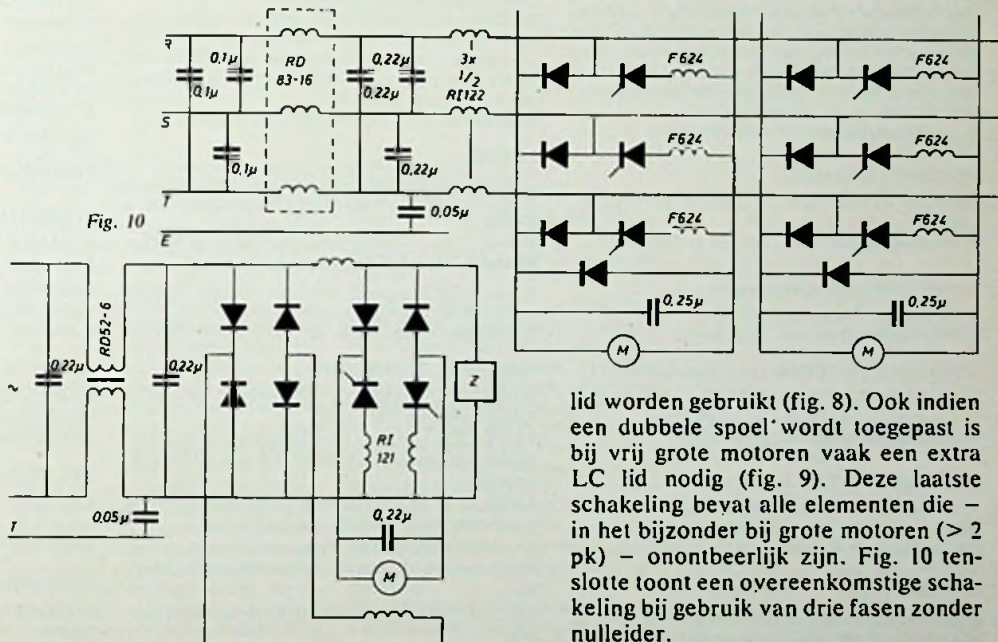 R
0,1µ
0,1µ
RD
83-16
0,22µ
0,22µ
3x
1/2
RI122
S
0,1µ
0,22µ
T
0,05µ
E
Fig. 10
F624
F624
F624
0,25µ
M
F624
F624
F624
0,25µ
M
~
0,22µ
RD52-6
0,22µ
RI
121
Z
T
0,05µ
0,22µ
M
lid worden gebruikt (fig. 8). Ook indien
een dubbele spoel wordt toegepast is
bij vrij grote motoren vaak een extra
LC lid nodig (fig. 9). Deze laatste
schakeling bevat alle elementen die –
in het bijzonder bij grote motoren (> 2
pk) – onontbeerlijk zijn. Fig. 10 ten-
slotte toont een overeenkomstige scha-
keling bij gebruik van drie fasen zonder
nulleider.